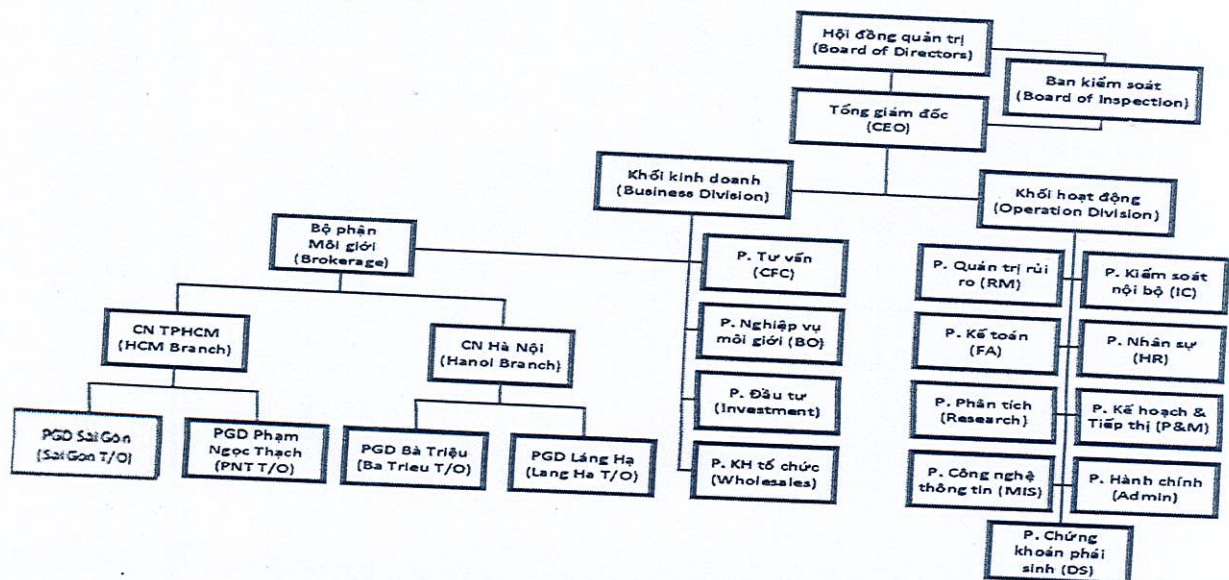 Hội đồng quản trị
(Board of Directors)
Ban kiểm soát
(Board of Inspection)
Tổng giám đốc
(CEO)
Khối kinh doanh
(Business Division)
Khối hoạt động
(Operation Division)
Bộ phận
Môi giới
(Brokerage)
P. Tư vấn
(CFC)
P. Quản trị rủi
ro (RM)
P. Kiểm soát
nội bộ (IC)
CN TPHCM
(HCM Branch)
CN Hà Nội
(Hanoi Branch)
P. Nghiệp vụ
môi giới (BO)
P. Kế toán
(FA)
P. Nhân sự
(HR)
P. Đầu tư
(Investment)
P. Phân tích
(Research)
P. Kế hoạch &
Tiếp thị (P&M)
PGD Sài Gòn
(Sai Gon T/O)
PGD Phạm
Ngọc Thạch
(PNT T/O)
PGD Bà Triệu
(Ba Trieu T/O)
PGD Láng Hạ
(Lang Ha T/O)
P. KH tổ chức
(Wholesales)
P. Công nghệ
thông tin (MIS)
P. Hành chính
(Admin)
P. Chứng
khoán phái
sinh (DS)